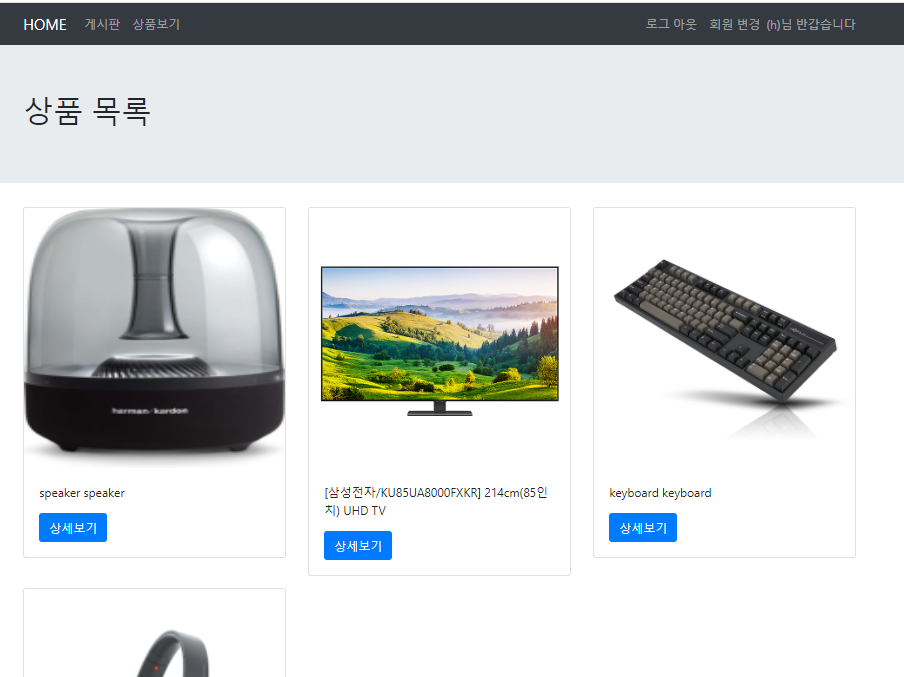 HOME 게시판 상품보기 로그 아웃 회원 변경 (h)님 반갑습니다
상품 목록
harman/kardon
speaker speaker
상세보기
[삼성전자/KU85UA8000FXKR] 214cm(85인
치) UHD TV
상세보기
keyboard keyboard
상세보기